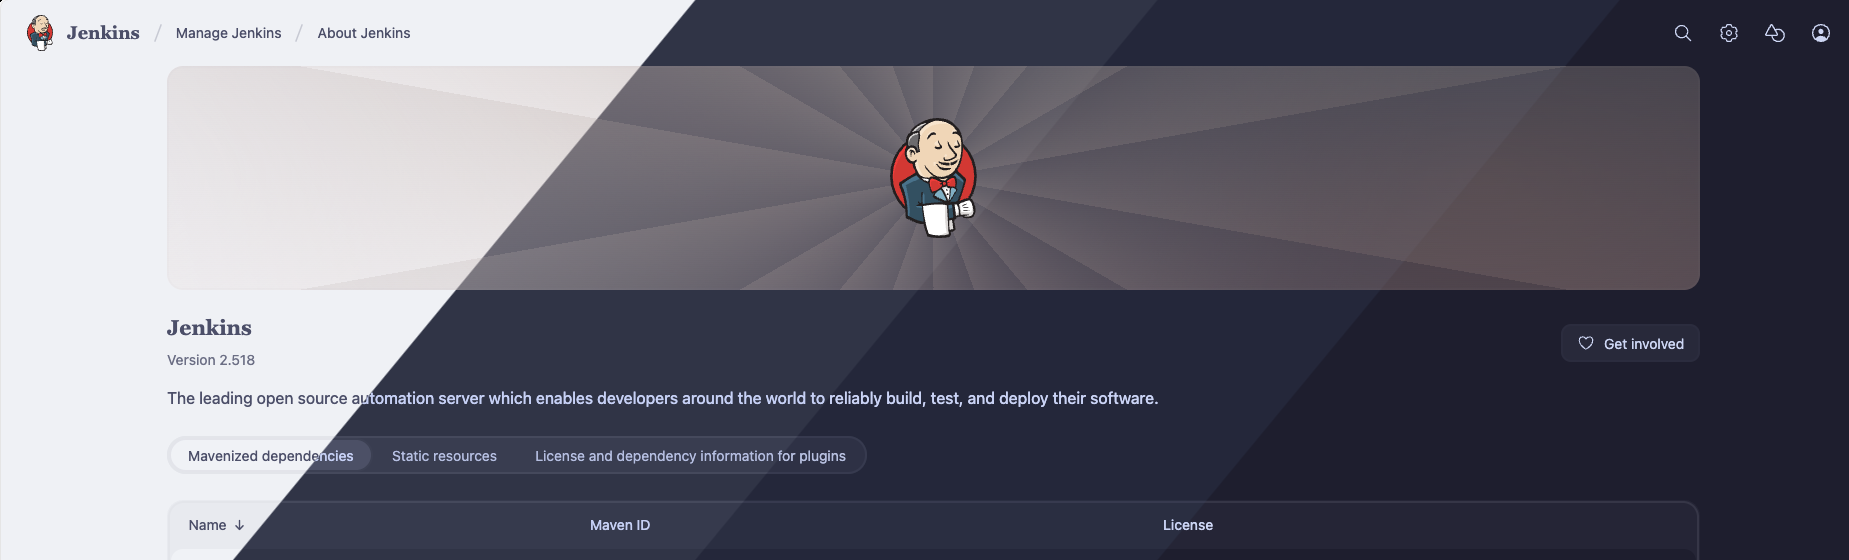 Jenkins / Manage Jenkins / About Jenkins
Jenkins
Version 2.518
Get involved
The leading open source automation server which enables developers around the world to reliably build, test, and deploy their software.
Mavenized dependencies Static resources License and dependency information for plugins
Name ↓ Maven ID License